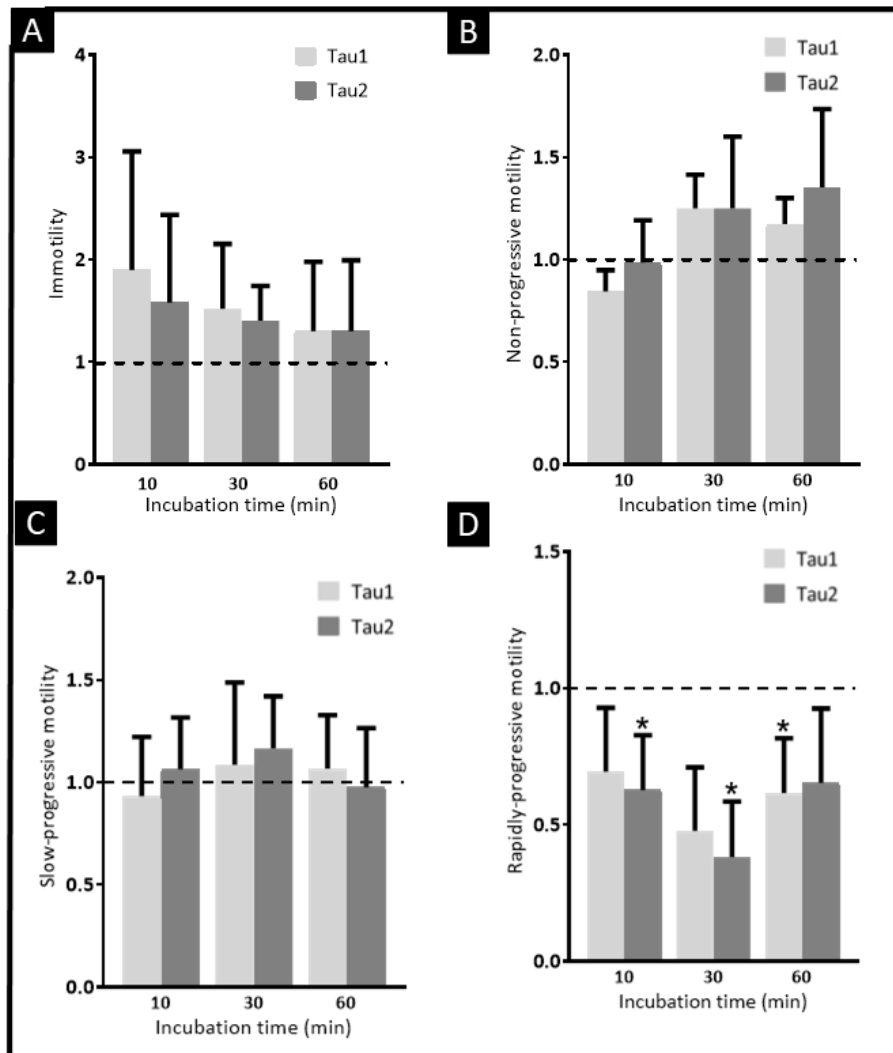 A
Tau1
Tau2
Immotility
4
3
2
1
0
10 30 60
Incubation time (min)
B
Tau1
Tau2
Non-progressive motility
2.0
1.5
1.0
0.5
0.0
10 30 60
Incubation time (min)
C
Tau1
Tau2
Slow-progressive motility
2.0
1.5
1.0
0.5
0.0
10 30 60
Incubation time (min)
D
Tau1
Tau2
Rapidly-progressive motility
1.5
1.0
0.5
0.0
* * *
10 30 60
Incubation time (min)